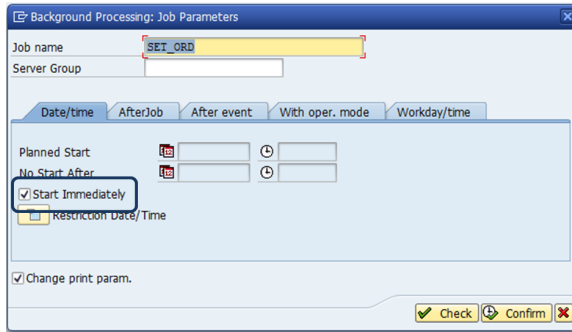 Background Processing: Job Parameters
Job name SET_ORD
Server Group
Date/time AfterJob After event With oper. mode Workday/time
Planned Start
No Start After
Start Immediately
Restriction Date/Time
Change print param.
Check Confirm